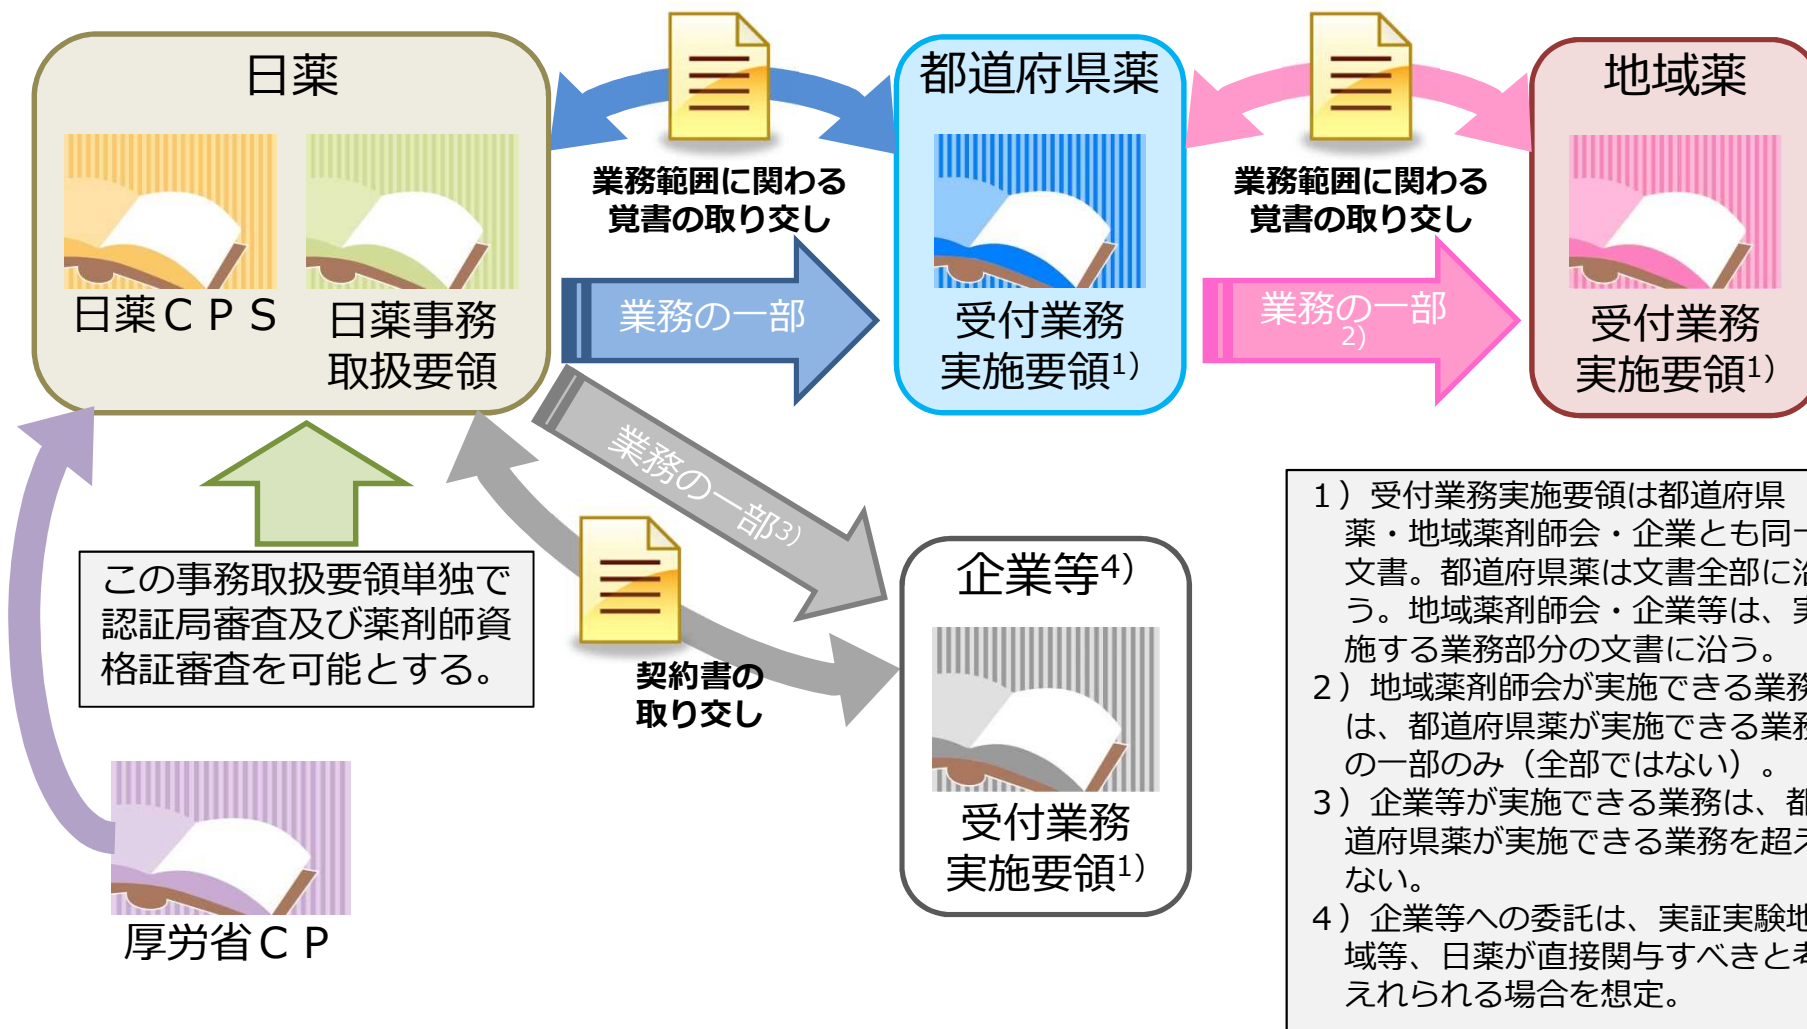 日薬
日薬ＣＰＳ
日薬事務
取扱要領
業務範囲に関わる
覚書の取り交し
業務の一部
都道府県薬
受付業務
実施要領1）
業務範囲に関わる
覚書の取り交し
業務の一部
2）
地域薬
受付業務
実施要領1）
業務の一部3）
この事務取扱要領単独で
認証局審査及び薬剤師資
格証審査を可能とする。
契約書の
取り交し
企業等4）
受付業務
実施要領1）
厚労省ＣＰ
１）受付業務実施要領は都道府県
薬・地域薬剤師会・企業とも同一
文書。都道府県薬は文書全部に沿
う。地域薬剤師会・企業等は、実
施する業務部分の文書に沿う。
２）地域薬剤師会が実施できる業務
は、都道府県薬が実施できる業務
の一部のみ（全部ではない）。
３）企業等が実施できる業務は、都
道府県薬が実施できる業務を超え
ない。
４）企業等への委託は、実証実験地
域等、日薬が直接関与すべきと考
えれられる場合を想定。